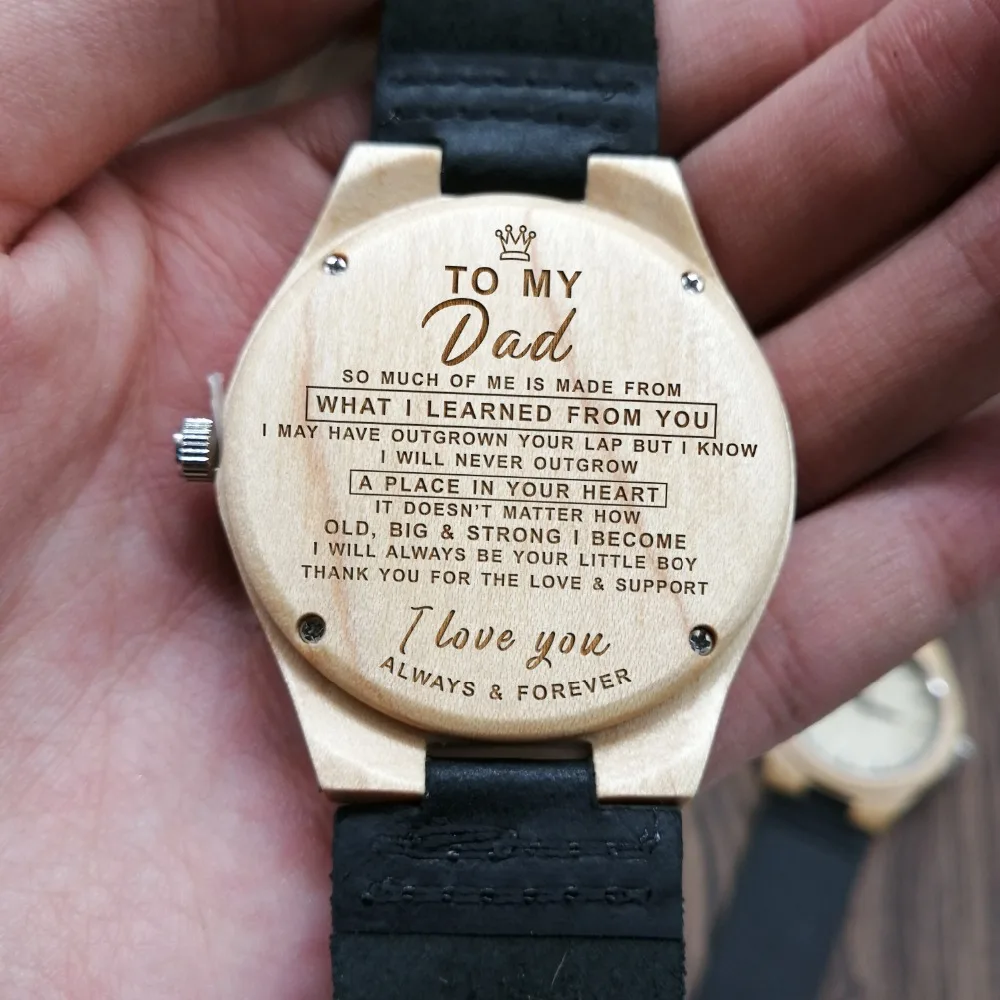 TO MY
Dad
SO MUCH OF ME IS MADE FROM
WHAT I LEARNED FROM YOU
I MAY HAVE OUTGROWN YOUR LAP BUT I KNOW
I WILL NEVER OUTGROW
A PLACE IN YOUR HEART
IT DOESN'T MATTER HOW
OLD, BIG & STRONG I BECOME
I WILL ALWAYS BE YOUR LITTLE BOY
THANK YOU FOR THE LOVE & SUPPORT
I love you
ALWAYS & FOREVER